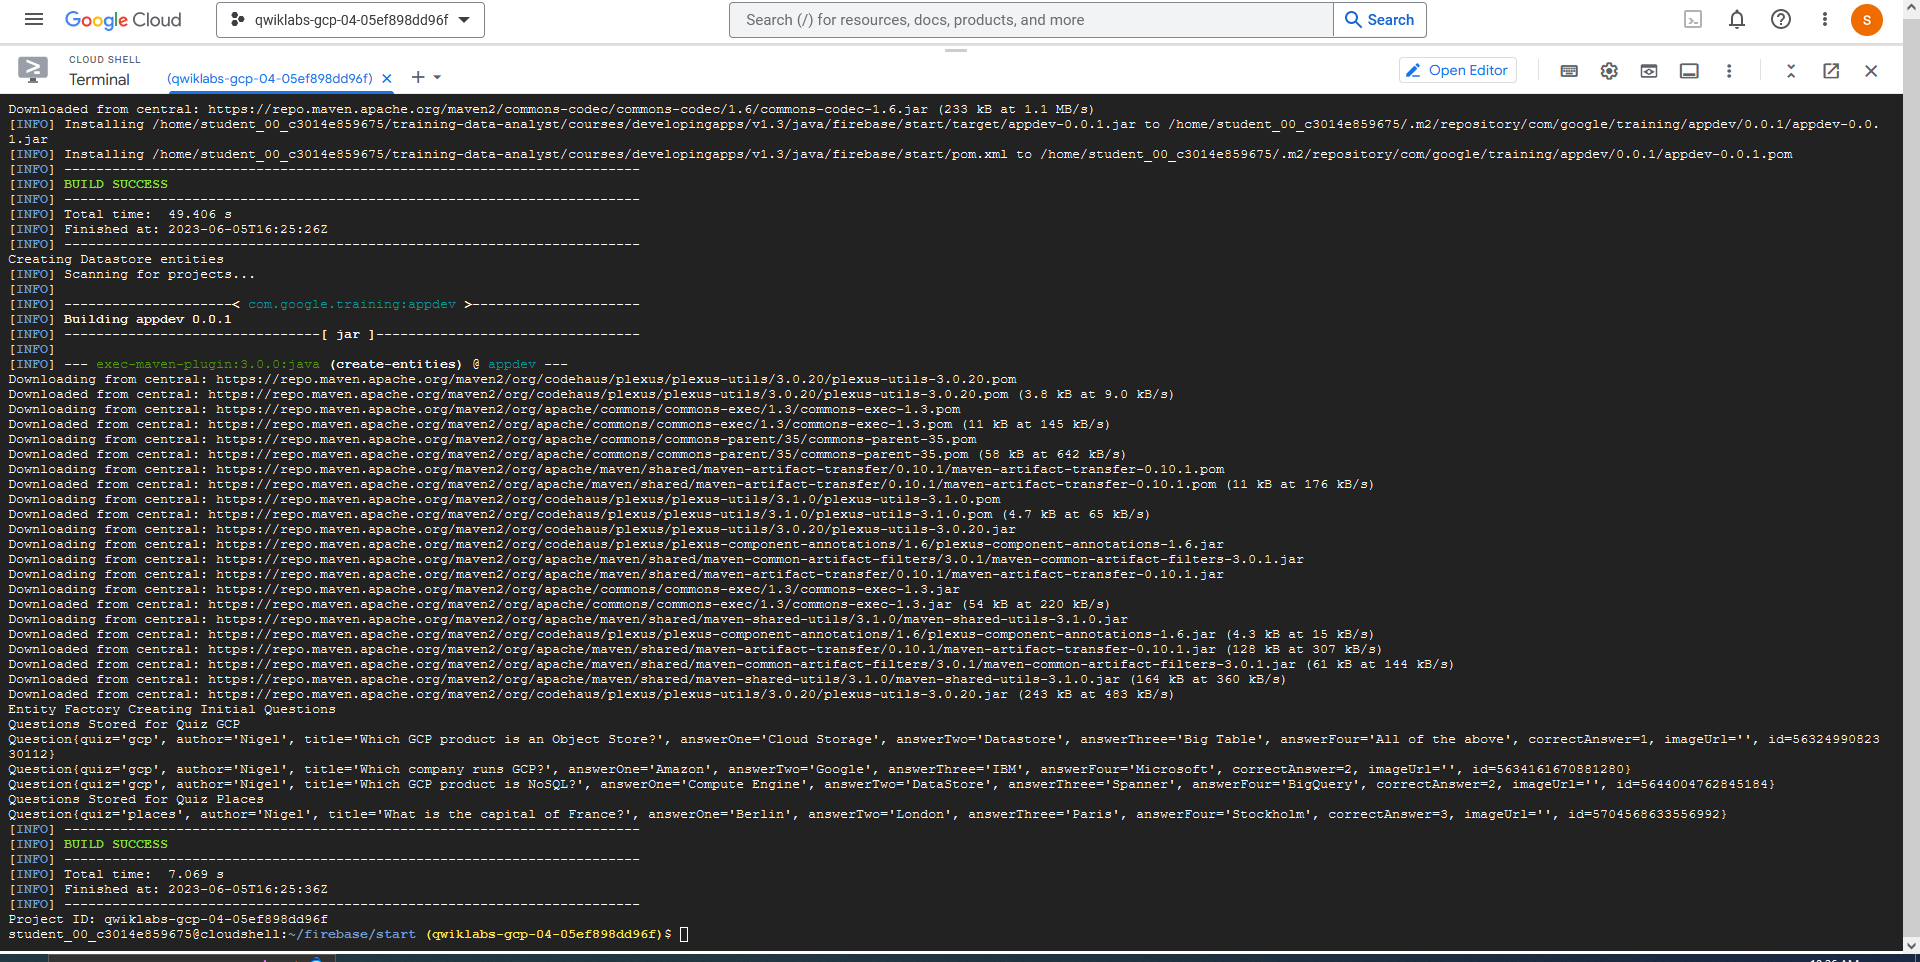 Google Cloud
qwiklabs-gcp-04-05ef898dd96f
Search (/) for resources, docs, products, and more
Search
S
CLOUD SHELL
Terminal
(qwiklabs-gcp-04-05ef898dd96f)
Open Editor
Downloaded from central: https://repo.maven.apache.org/maven2/commons-codec/commons-codec/1.6/commons-codec-1.6.jar (233 kB at 1.1 MB/s)
[INFO] Installing /home/student_00_c3014e859675/training-data-analyst/courses/developingapps/v1.3/java/firebase/start/target/appdev-0.0.1.jar to /home/student_00_c3014e859675/.m2/repository/com/google/training/appdev/0.0.1/appdev-0.0.
1.jar
[INFO] Installing /home/student_00_c3014e859675/training-data-analyst/courses/developingapps/v1.3/java/firebase/start/pom.xml to /home/student_00_c3014e859675/.m2/repository/com/google/training/appdev/0.0.1/appdev-0.0.1.pom
[INFO] ------------------------------------------------------------------------
[INFO] BUILD SUCCESS
[INFO] ------------------------------------------------------------------------
[INFO] Total time:  49.406 s
[INFO] Finished at: 2023-06-05T16:25:26Z
[INFO] ------------------------------------------------------------------------
Creating Datastore entities
[INFO] Scanning for projects...
[INFO]
[INFO] ---------------------< com.google.training:appdev >---------------------
[INFO] Building appdev 0.0.1
[INFO] --------------------------------[ jar ]---------------------------------
[INFO]
[INFO] --- exec-maven-plugin:3.0.0:java (create-entities) @ appdev ---
Downloading from central: https://repo.maven.apache.org/maven2/org/codehaus/plexus/plexus-utils/3.0.20/plexus-utils-3.0.20.pom
Downloaded from central: https://repo.maven.apache.org/maven2/org/codehaus/plexus/plexus-utils/3.0.20/plexus-utils-3.0.20.pom (3.8 kB at 9.0 kB/s)
Downloading from central: https://repo.maven.apache.org/maven2/org/apache/commons/commons-exec/1.3/commons-exec-1.3.pom
Downloaded from central: https://repo.maven.apache.org/maven2/org/apache/commons/commons-exec/1.3/commons-exec-1.3.pom (11 kB at 145 kB/s)
Downloading from central: https://repo.maven.apache.org/maven2/org/apache/commons/commons-parent/35/commons-parent-35.pom
Downloaded from central: https://repo.maven.apache.org/maven2/org/apache/commons/commons-parent/35/commons-parent-35.pom (58 kB at 642 kB/s)
Downloading from central: https://repo.maven.apache.org/maven2/org/apache/maven/shared/maven-artifact-transfer/0.10.1/maven-artifact-transfer-0.10.1.pom
Downloaded from central: https://repo.maven.apache.org/maven2/org/apache/maven/shared/maven-artifact-transfer/0.10.1/maven-artifact-transfer-0.10.1.pom (11 kB at 176 kB/s)
Downloading from central: https://repo.maven.apache.org/maven2/org/codehaus/plexus/plexus-utils/3.1.0/plexus-utils-3.1.0.pom
Downloaded from central: https://repo.maven.apache.org/maven2/org/codehaus/plexus/plexus-utils/3.1.0/plexus-utils-3.1.0.pom (4.7 kB at 65 kB/s)
Downloading from central: https://repo.maven.apache.org/maven2/org/codehaus/plexus/plexus-utils/3.0.20/plexus-utils-3.0.20.jar
Downloading from central: https://repo.maven.apache.org/maven2/org/codehaus/plexus/plexus-component-annotations/1.6/plexus-component-annotations-1.6.jar
Downloading from central: https://repo.maven.apache.org/maven2/org/apache/maven/shared/maven-common-artifact-filters/3.0.1/maven-common-artifact-filters-3.0.1.jar
Downloading from central: https://repo.maven.apache.org/maven2/org/apache/maven/shared/maven-artifact-transfer/0.10.1/maven-artifact-transfer-0.10.1.jar
Downloading from central: https://repo.maven.apache.org/maven2/org/apache/commons/commons-exec/1.3/commons-exec-1.3.jar
Downloaded from central: https://repo.maven.apache.org/maven2/org/apache/commons/commons-exec/1.3/commons-exec-1.3.jar (54 kB at 220 kB/s)
Downloading from central: https://repo.maven.apache.org/maven2/org/apache/maven/shared/maven-shared-utils/3.1.0/maven-shared-utils-3.1.0.jar
Downloaded from central: https://repo.maven.apache.org/maven2/org/codehaus/plexus/plexus-component-annotations/1.6/plexus-component-annotations-1.6.jar (4.3 kB at 15 kB/s)
Downloaded from central: https://repo.maven.apache.org/maven2/org/apache/maven/shared/maven-artifact-transfer/0.10.1/maven-artifact-transfer-0.10.1.jar (128 kB at 307 kB/s)
Downloaded from central: https://repo.maven.apache.org/maven2/org/apache/maven/shared/maven-common-artifact-filters/3.0.1/maven-common-artifact-filters-3.0.1.jar (61 kB at 144 kB/s)
Downloaded from central: https://repo.maven.apache.org/maven2/org/apache/maven/shared/maven-shared-utils/3.1.0/maven-shared-utils-3.1.0.jar (164 kB at 360 kB/s)
Downloaded from central: https://repo.maven.apache.org/maven2/org/codehaus/plexus/plexus-utils/3.0.20/plexus-utils-3.0.20.jar (243 kB at 483 kB/s)
Entity Factory Creating Initial Questions
Questions Stored for Quiz GCP
Question{quiz='gcp', author='Nigel', title='Which GCP product is an Object Store?', answerOne='Cloud Storage', answerTwo='Datastore', answerThree='Big Table', answerFour='All of the above', correctAnswer=1, imageUrl='', id=56324990823
30112}
Question{quiz='gcp', author='Nigel', title='Which company runs GCP?', answerOne='Amazon', answerTwo='Google', answerThree='IBM', answerFour='Microsoft', correctAnswer=2, imageUrl='', id=5634161670881280}
Question{quiz='gcp', author='Nigel', title='Which GCP product is NoSQL?', answerOne='Compute Engine', answerTwo='DataStore', answerThree='Spanner', answerFour='BigQuery', correctAnswer=2, imageUrl='', id=5644004762845184}
Questions Stored for Quiz Places
Question{quiz='places', author='Nigel', title='What is the capital of France?', answerOne='Berlin', answerTwo='London', answerThree='Paris', answerFour='Stockholm', correctAnswer=3, imageUrl='', id=5704568633556992}
[INFO] ------------------------------------------------------------------------
[INFO] BUILD SUCCESS
[INFO] ------------------------------------------------------------------------
[INFO] Total time:  7.069 s
[INFO] Finished at: 2023-06-05T16:25:36Z
[INFO] ------------------------------------------------------------------------
Project ID: qwiklabs-gcp-04-05ef898dd96f
student_00_c3014e859675@cloudshell:~/firebase/start (qwiklabs-gcp-04-05ef898dd96f)$